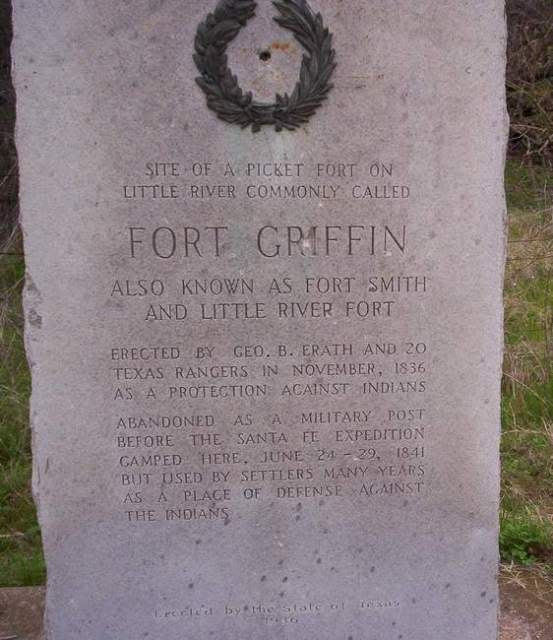 SITE OF A PICKET FORT ON
LITTLE RIVER COMMONLY CALLED
FORT GRIFFIN
ALSO KNOWN AS FORT SMITH
AND LITTLE RIVER FORT
ERECTED BY GEO. B. ERATH AND 20
TEXAS RANGERS IN NOVEMBER, 1836
AS A PROTECTION AGAINST INDIANS
ABANDONED AS A MILITARY POST
BEFORE THE SANTA FE EXPEDITION
CAMPED HERE, JUNE 24 - 29, 1841
BUT USED BY SETTLERS MANY YEARS
AS A PLACE OF DEFENSE AGAINST
THE INDIANS
Erected by the State of Texas
1936